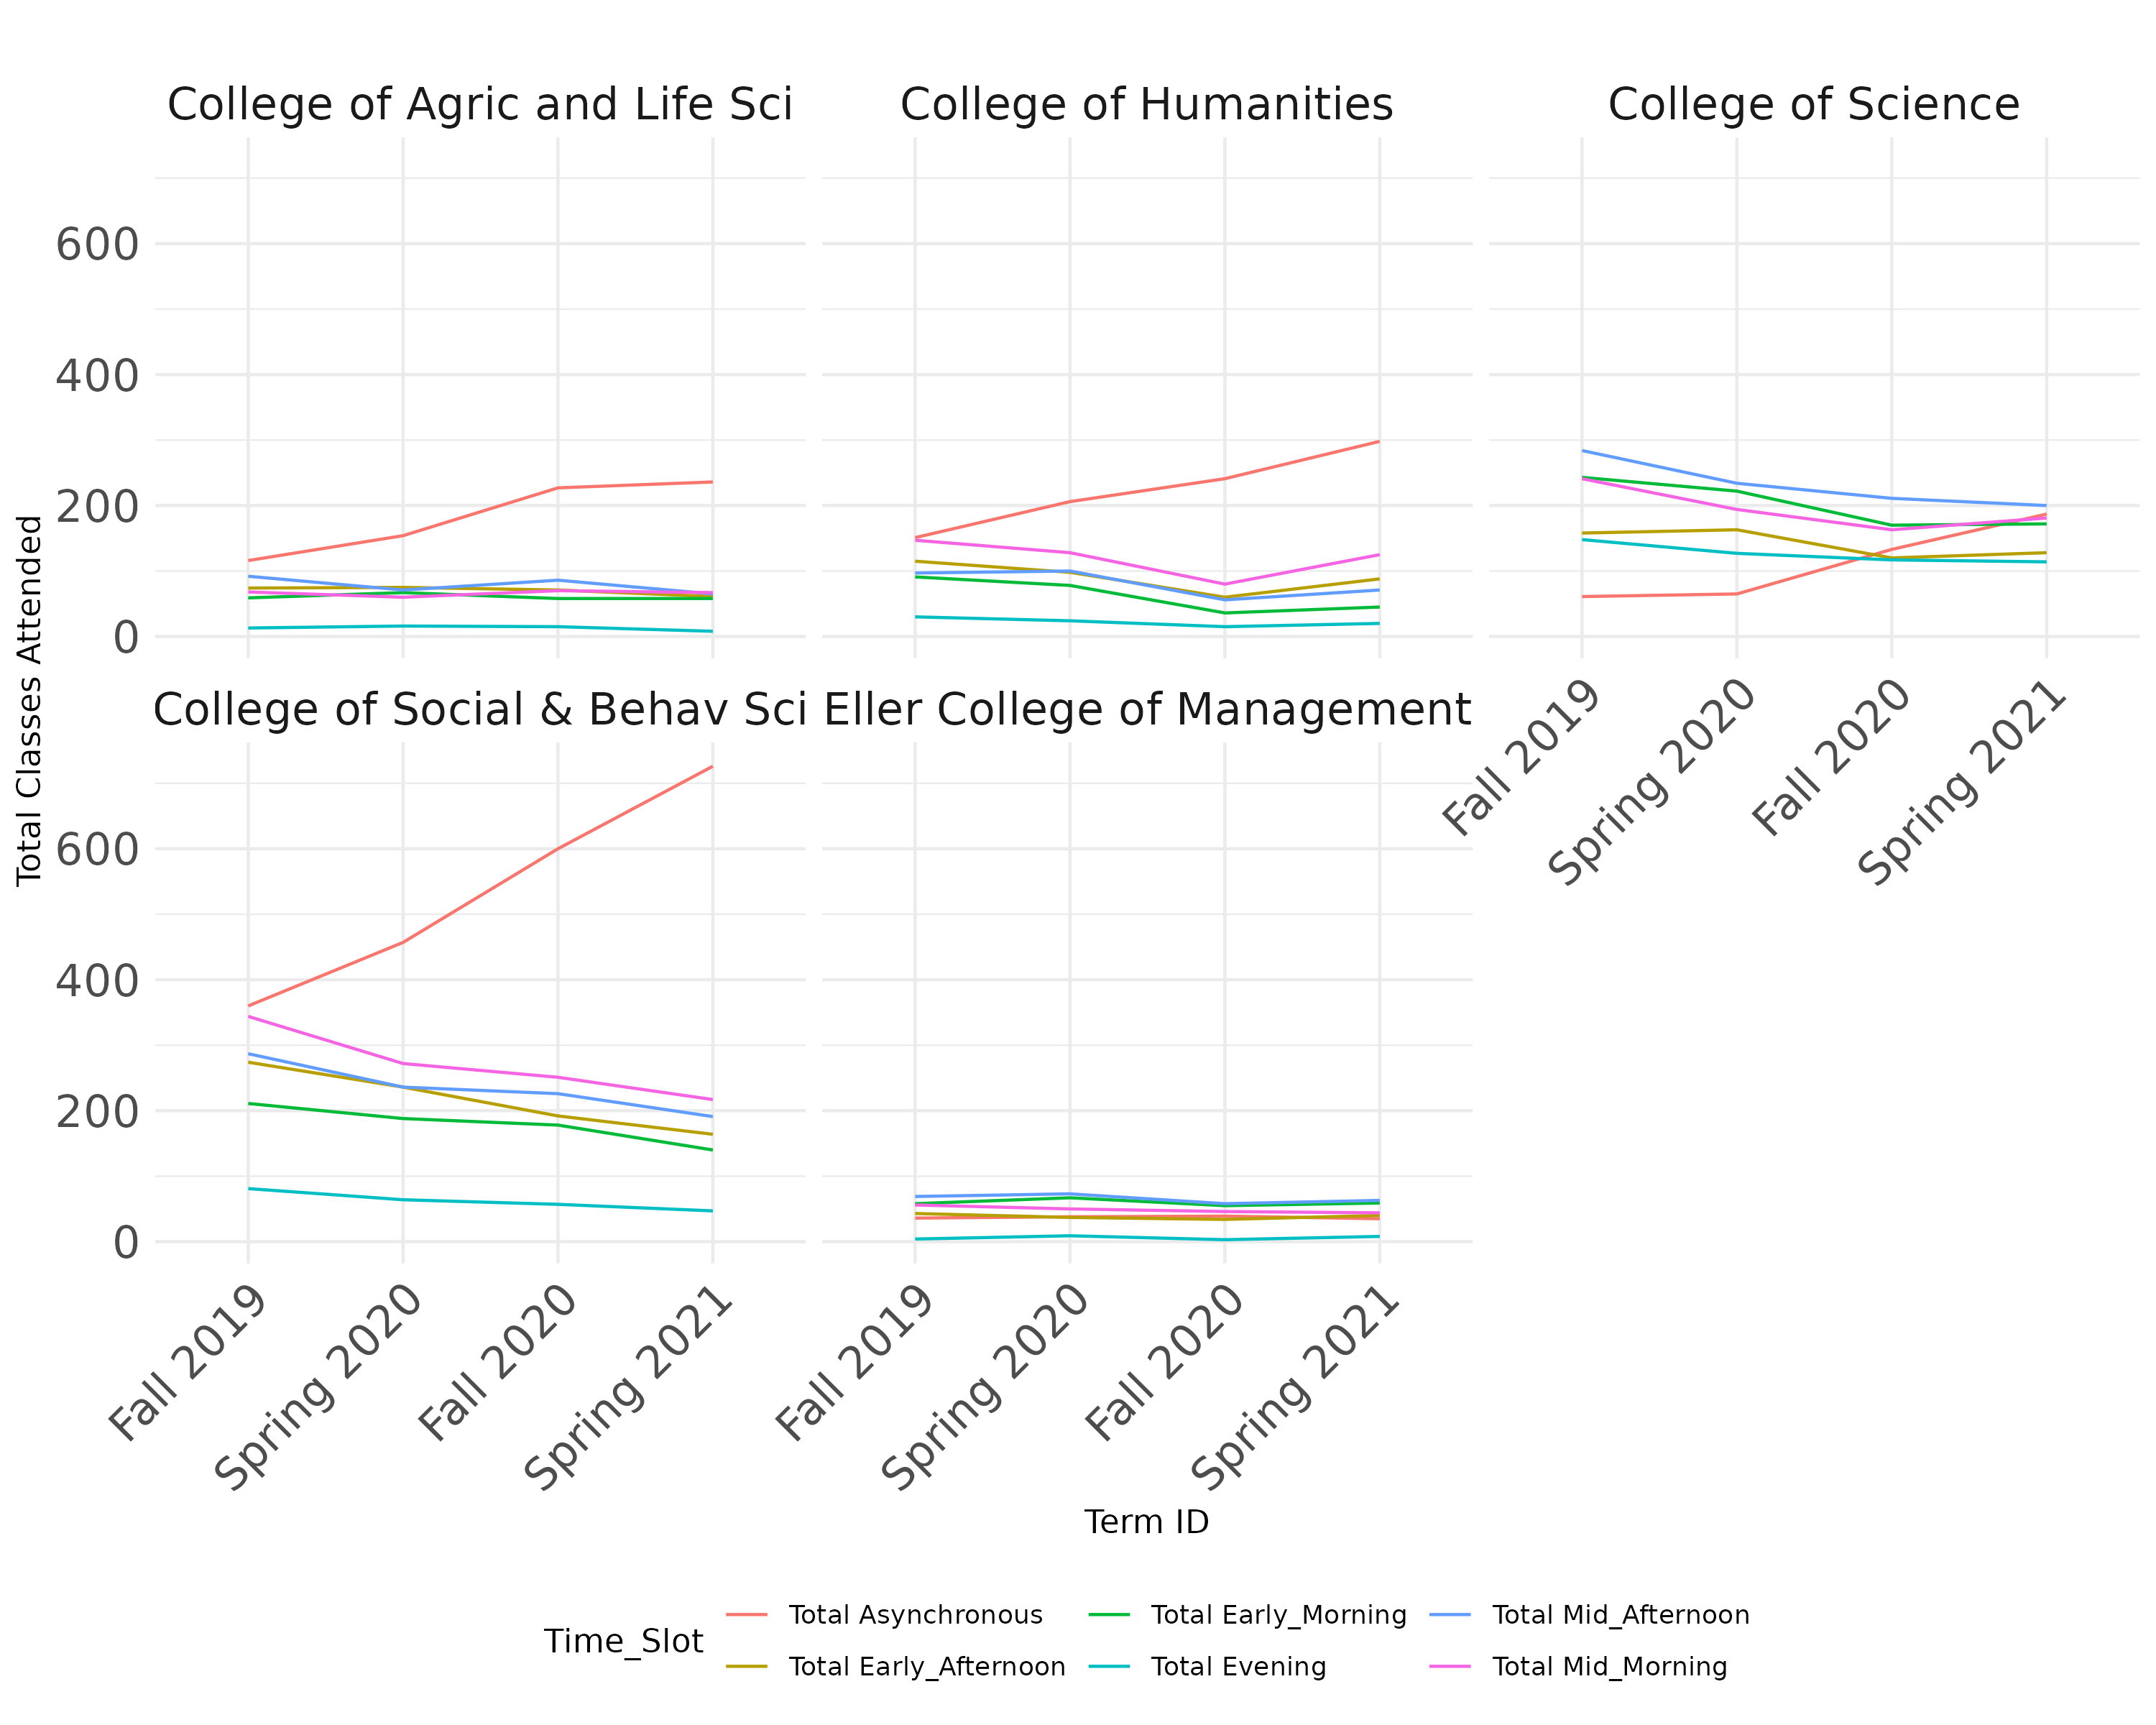 College of Agric and Life Sci
College of Humanities
College of Science
Total Classes Attended
600
400
200
0
Fall 2019
Spring 2020
Fall 2020
Spring 2021
College of Social & Behav Sci
Eller College of Management
600
400
200
0
Fall 2019
Spring 2020
Fall 2020
Spring 2021
Fall 2019
Spring 2020
Fall 2020
Spring 2021
Term ID
Time_Slot
Total Asynchronous
Total Early_Morning
Total Mid_Afternoon
Total Early_Afternoon
Total Evening
Total Mid_Morning